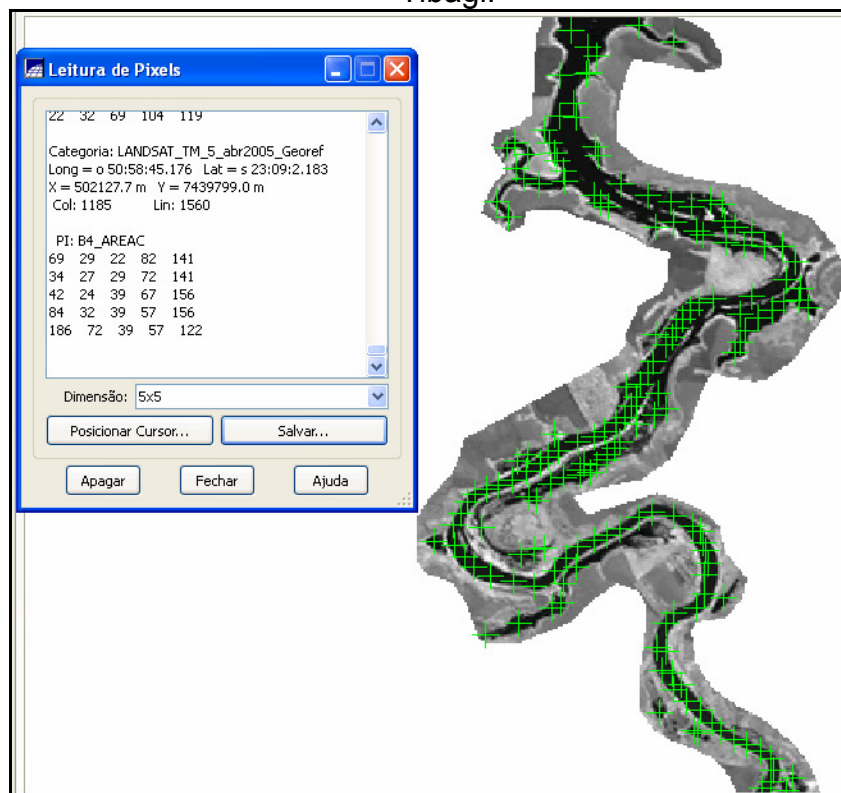 Tibagi.
Leitura de Pixels
22 32 69 104 119
Categoria: LANDSAT_TM_5_abr2005_Georef
Long = o 50:58:45.176 Lat = s 23:09:2.183
X = 502127.7 m Y = 7439799.0 m
Col: 1185 Lin: 1560
PI: B4_AREAC
69 29 22 82 141
34 27 29 72 141
42 24 39 67 156
84 32 39 57 156
186 72 39 57 122
Dimensão: 5x5
Posicionar Cursor... Salvar...
Apagar Fechar Ajuda